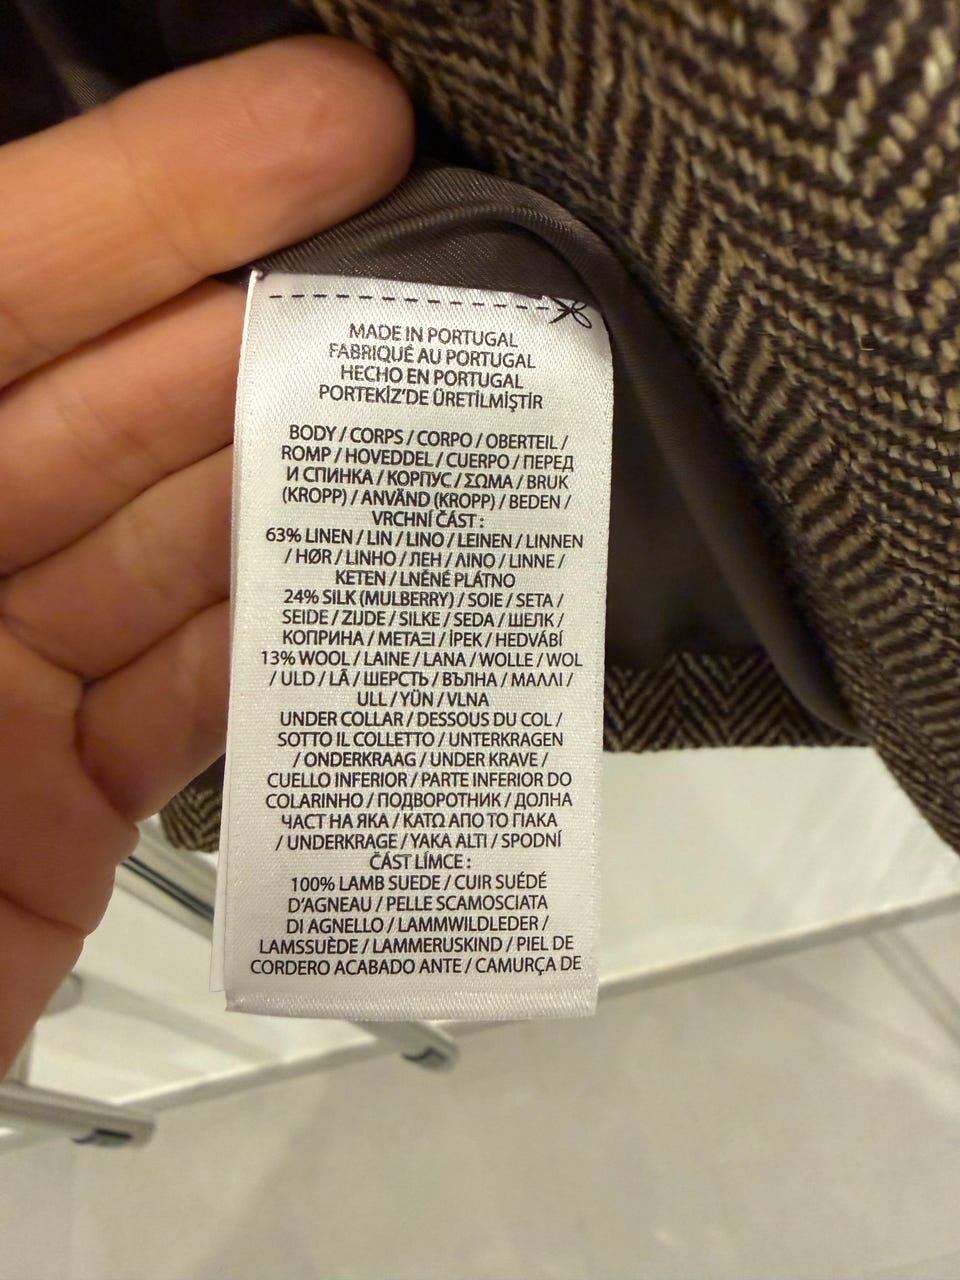 MADE IN PORTUGAL
FABRIQUÉ AU PORTUGAL
HECHO EN PORTUGAL
PORTEKİZ'DE ÜRETİLMİŞTİR
BODY / CORPS / CORPO / OBERTEIL /
ROMP / HOVEDDEL / CUERPO / ПЕРЕД
И СПИНКА / КОРПУС / ΣΩΜΑ / BRUK
(KROPP) / ANVÄND (KROPP) / BEDEN /
VRCHNÍ ČÁST :
63% LINEN / LIN / LINO / LEINEN / LINNEN
/ HØR / LINHO / ЛЕН / ΛΙΝΟ / LINNE /
KETEN / LNĚNÉ PLÁTNO
24% SILK (MULBERRY) / SOIE / SETA /
SEIDE / ZIJDE / SILKE / SEDA / ШЕЛК /
КОПРИНА / ΜΕΤΑΞΙ / İPEK / HEDVÁBÍ
13% WOOL / LAINE / LANA / WOLLE / WOL
/ ULD / LÃ / ШЕРСТЬ / ВЪЛНА / ΜΑΛΛΙ /
ULL / YÜN / VLNA
UNDER COLLAR / DESSOUS DU COL /
SOTTO IL COLLETTO / UNTERKRAGEN
/ ONDERKRAAG / UNDER KRAVE /
CUELLO INFERIOR / PARTE INFERIOR DO
COLARINHO / ПОДВОРОТНИК / ДОЛНА
ЧАСТ НА ЯКА / ΚΑΤΩ ΑΠΟ ΤΟ ΓΙΑΚΑ
/ UNDERKRAGE / YAKA ALTI / SPODNÍ
ČÁST LÍMCE :
100% LAMB SUEDE / CUIR SUÉDÉ
D'AGNEAU / PELLE SCAMOSCIATA
DI AGNELLO / LAMMWILDLEDER /
LAMSSUÈDE / LAMMERUSKIND / PIEL DE
CORDERO ACABADO ANTE / CAMURÇA DE